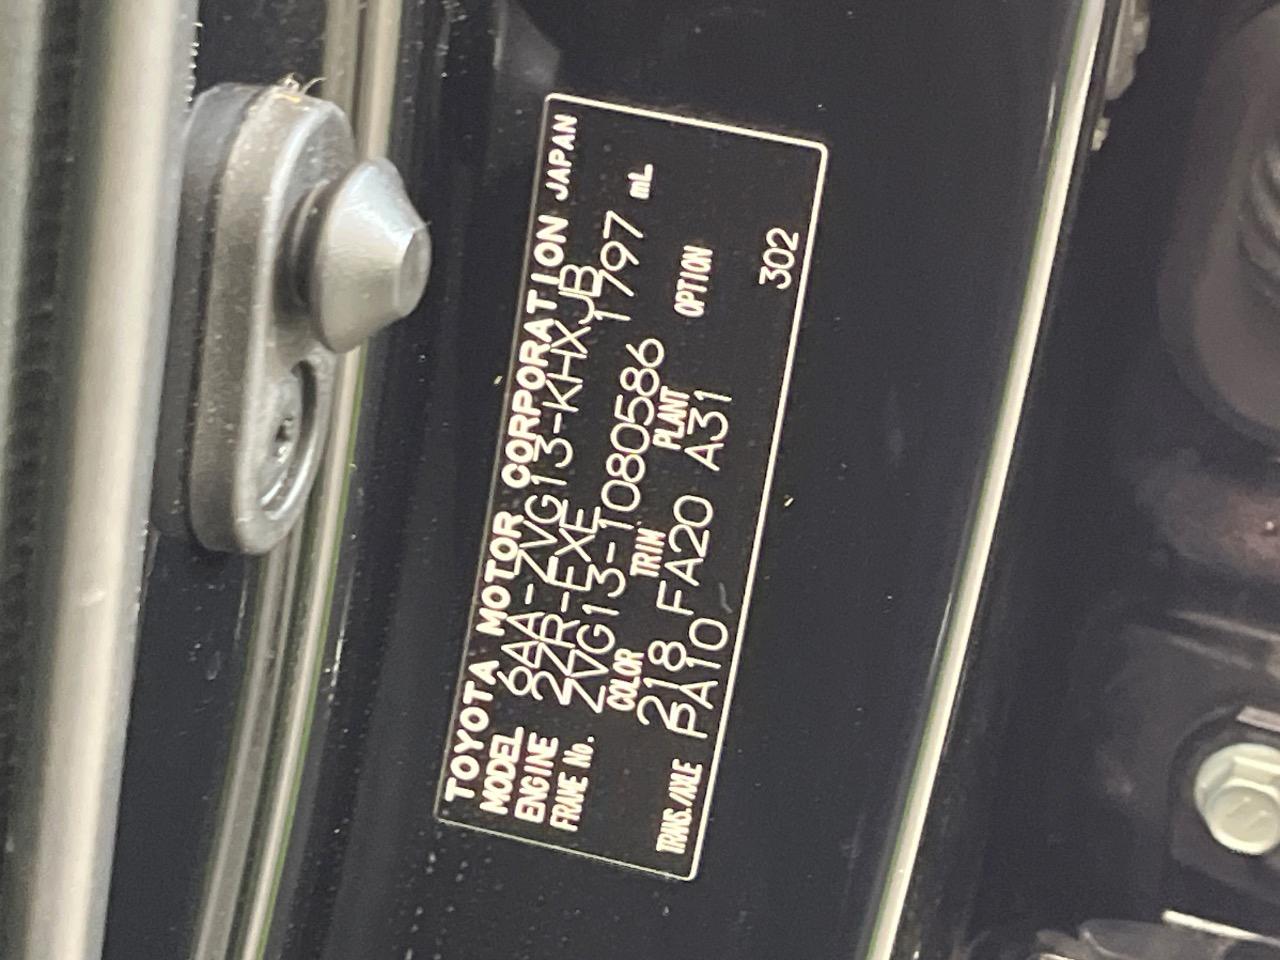 TOYOTA MOTOR CORPORATION JAPAN
MODEL 6AA-ZVG13-KHXJB
ENGINE 2ZR-EXE 1797 mL
FRAME No. ZVG13-1080586
COLOR TRIM PLANT OPTION
218 FA20 A31
TRANS./AXLE PA10
302